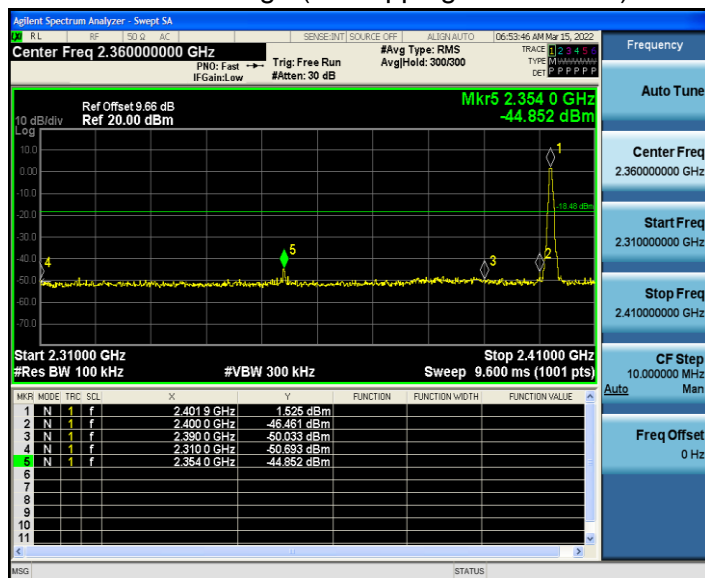 Agilent Spectrum Analyzer - Swept SA
RL RF 50 Ω AC SENSE:INT SOURCE OFF ALIGN AUTO 06:53:46 AM Mar 15, 2022
Center Freq 2.360000000 GHz
PNO: Fast
IFGain:Low
Trig: Free Run
#Atten: 30 dB
#Avg Type: RMS
Avg|Hold: 300/300
TRACE 1 2 3 4 5 6
TYPE M
DET P P P P P P
Ref Offset 9.66 dB
10 dB/div Ref 20.00 dBm
Log
Mkr5 2.354 0 GHz
-44.852 dBm
10.0
0.00
-10.0
-20.0
-30.0
-40.0
-50.0
-60.0
-70.0
-18.48 dBm
1
2
3
4
5
Start 2.31000 GHz Stop 2.41000 GHz
#Res BW 100 kHz #VBW 300 kHz Sweep 9.600 ms (1001 pts)
MKR MODE TRC SCL X Y FUNCTION FUNCTION WIDTH FUNCTION VALUE
1 N 1 f 2.401 9 GHz 1.525 dBm
2 N 1 f 2.400 0 GHz -46.461 dBm
3 N 1 f 2.390 0 GHz -50.033 dBm
4 N 1 f 2.310 0 GHz -50.693 dBm
5 N 1 f 2.354 0 GHz -44.852 dBm
6
7
8
9
10
11
MSG STATUS
Frequency
Auto Tune
Center Freq
2.360000000 GHz
Start Freq
2.310000000 GHz
Stop Freq
2.410000000 GHz
CF Step
10.000000 MHz
Auto Man
Freq Offset
0 Hz